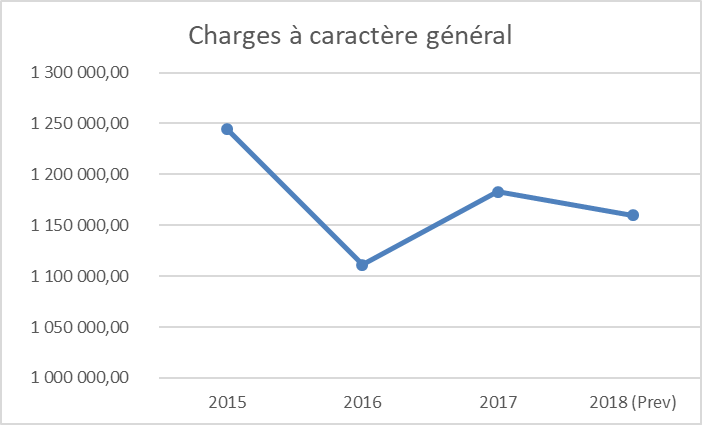 Charges à caractère général
1 300 000,00
1 250 000,00
1 200 000,00
1 150 000,00
1 100 000,00
1 050 000,00
1 000 000,00
2015 2016 2017 2018 (Prev)